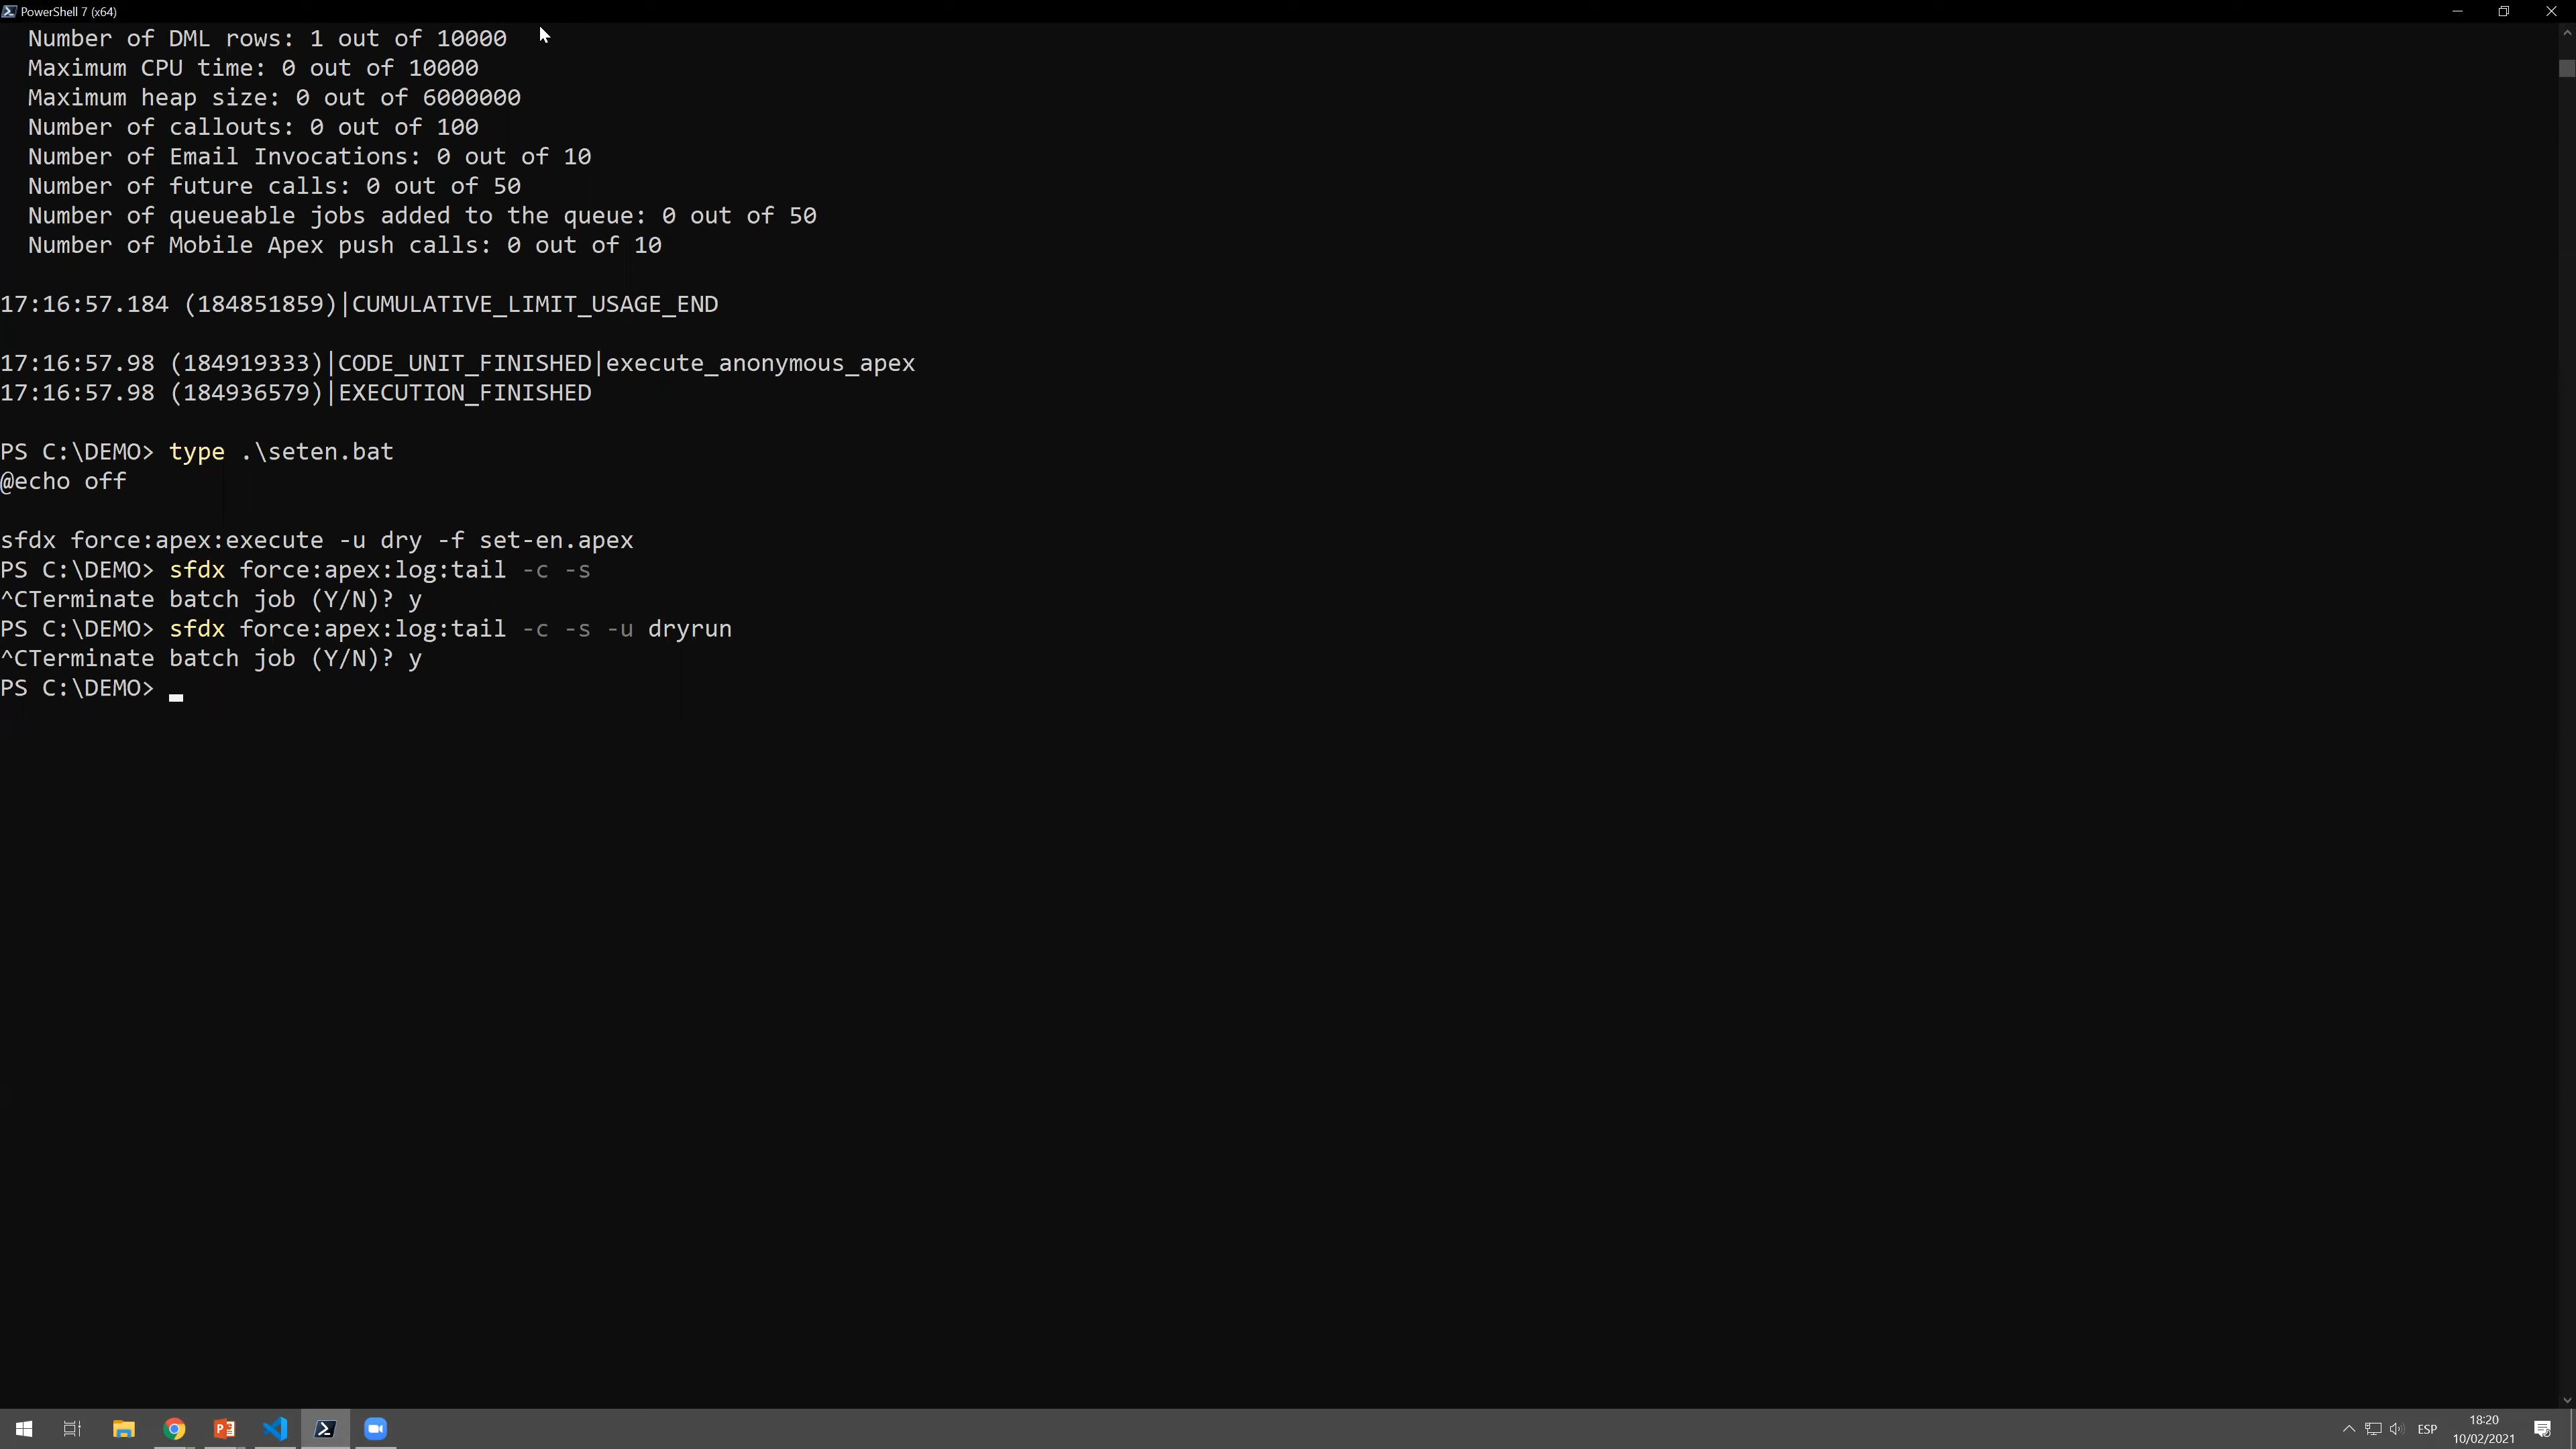 PowerShell 7 (x64)
Number of DML rows: 1 out of 10000
Maximum CPU time: 0 out of 10000
Maximum heap size: 0 out of 6000000
Number of callouts: 0 out of 100
Number of Email Invocations: 0 out of 10
Number of future calls: 0 out of 50
Number of queueable jobs added to the queue: 0 out of 50
Number of Mobile Apex push calls: 0 out of 10
17:16:57.184 (184851859)|CUMULATIVE_LIMIT_USAGE_END
17:16:57.98 (184919333)|CODE_UNIT_FINISHED|execute_anonymous_apex
17:16:57.98 (184936579)|EXECUTION_FINISHED
PS C:\DEMO> type .\seten.bat
@echo off
sfdx force:apex:execute -u dry -f set-en.apex
PS C:\DEMO> sfdx force:apex:log:tail -c -s
^CTerminate batch job (Y/N)? y
PS C:\DEMO> sfdx force:apex:log:tail -c -s -u dryrun
^CTerminate batch job (Y/N)? y
PS C:\DEMO>
ESP
18:20
10/02/2021